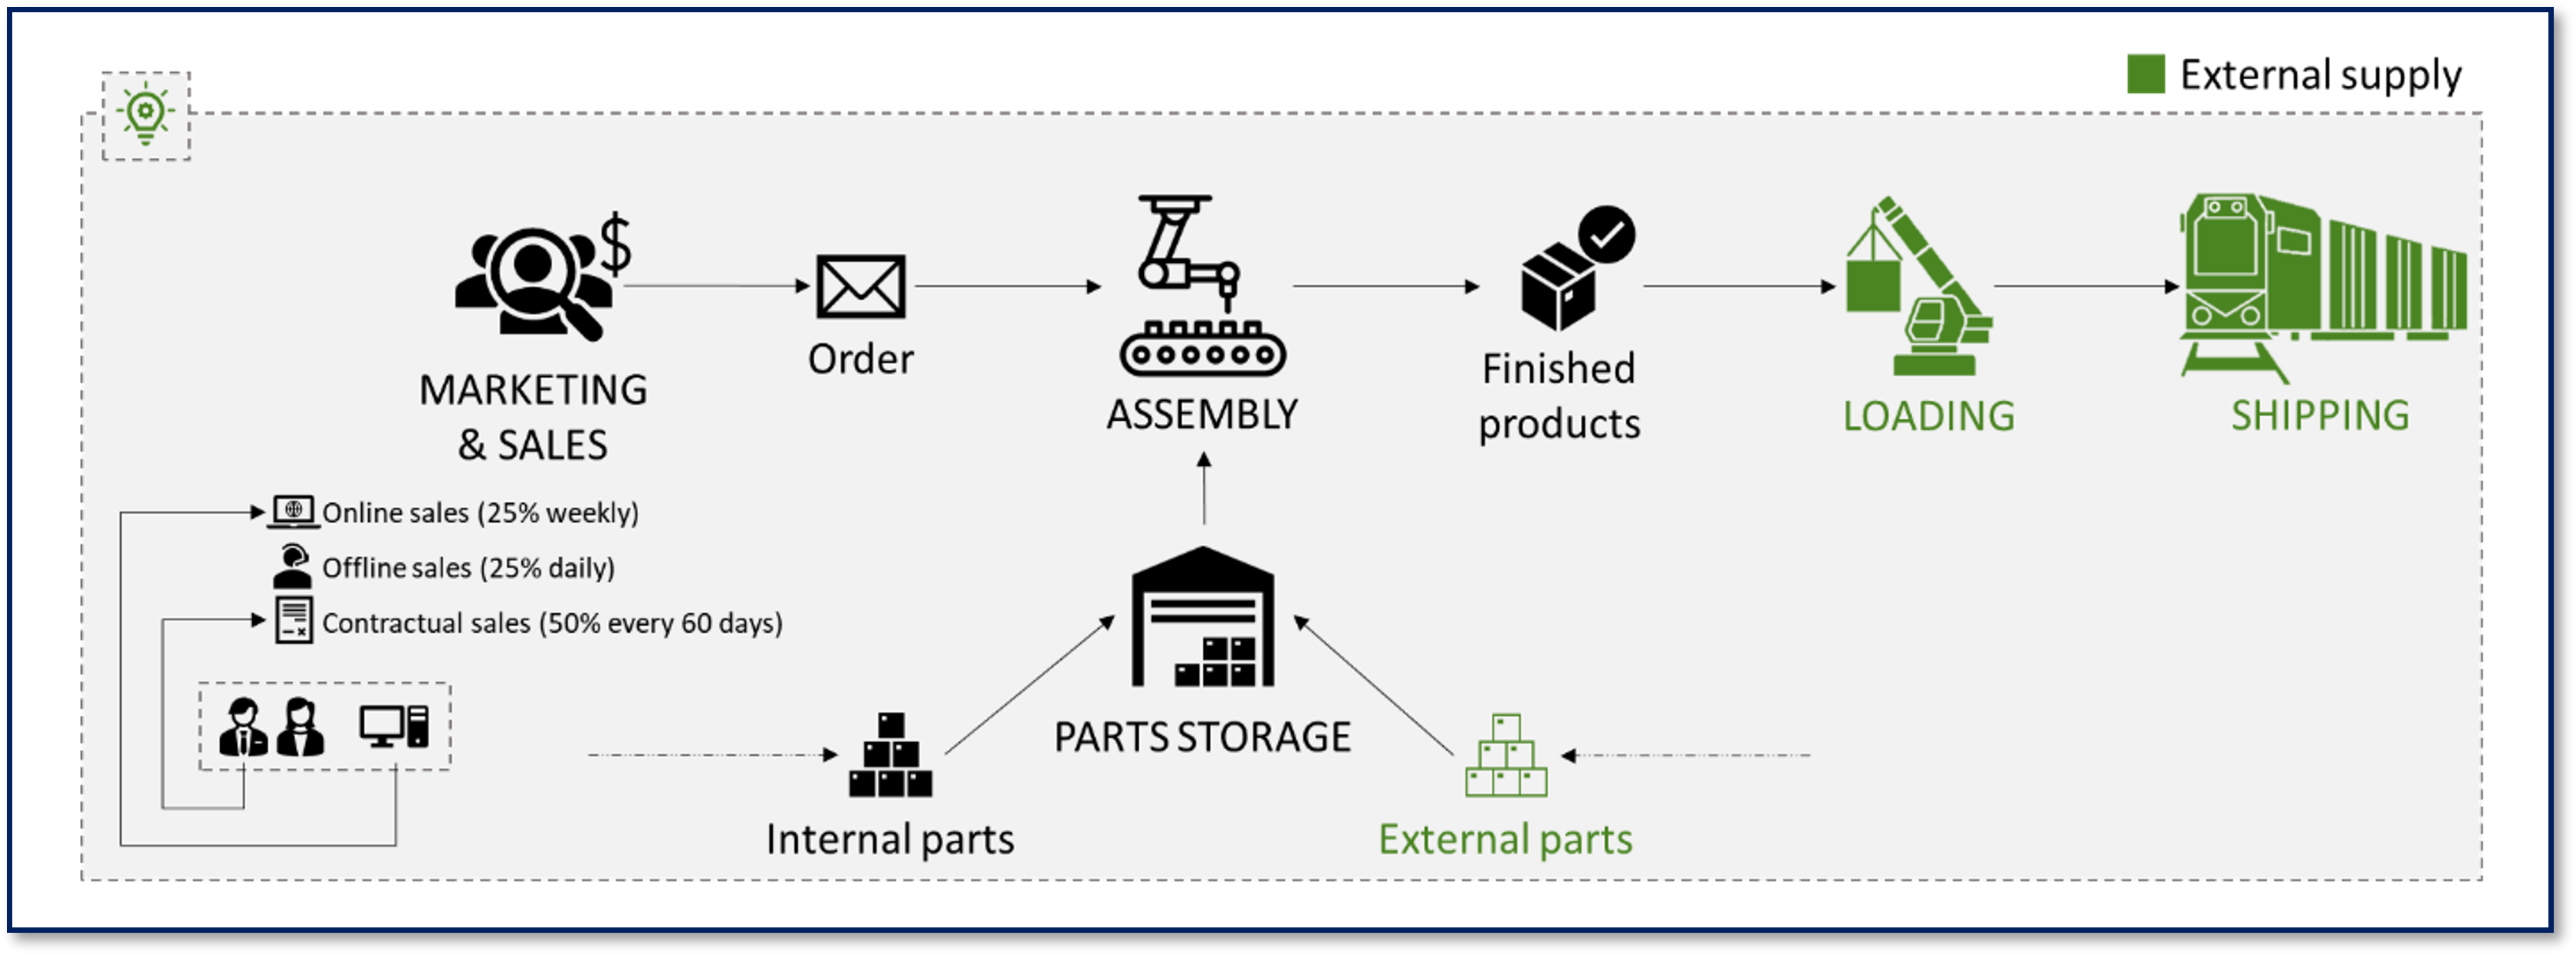 External supply
$
MARKETING
& SALES
Order
ASSEMBLY
Finished
products
LOADING
SHIPPING
Online sales (25% weekly)
Offline sales (25% daily)
Contractual sales (50% every 60 days)
PARTS STORAGE
Internal parts
External parts